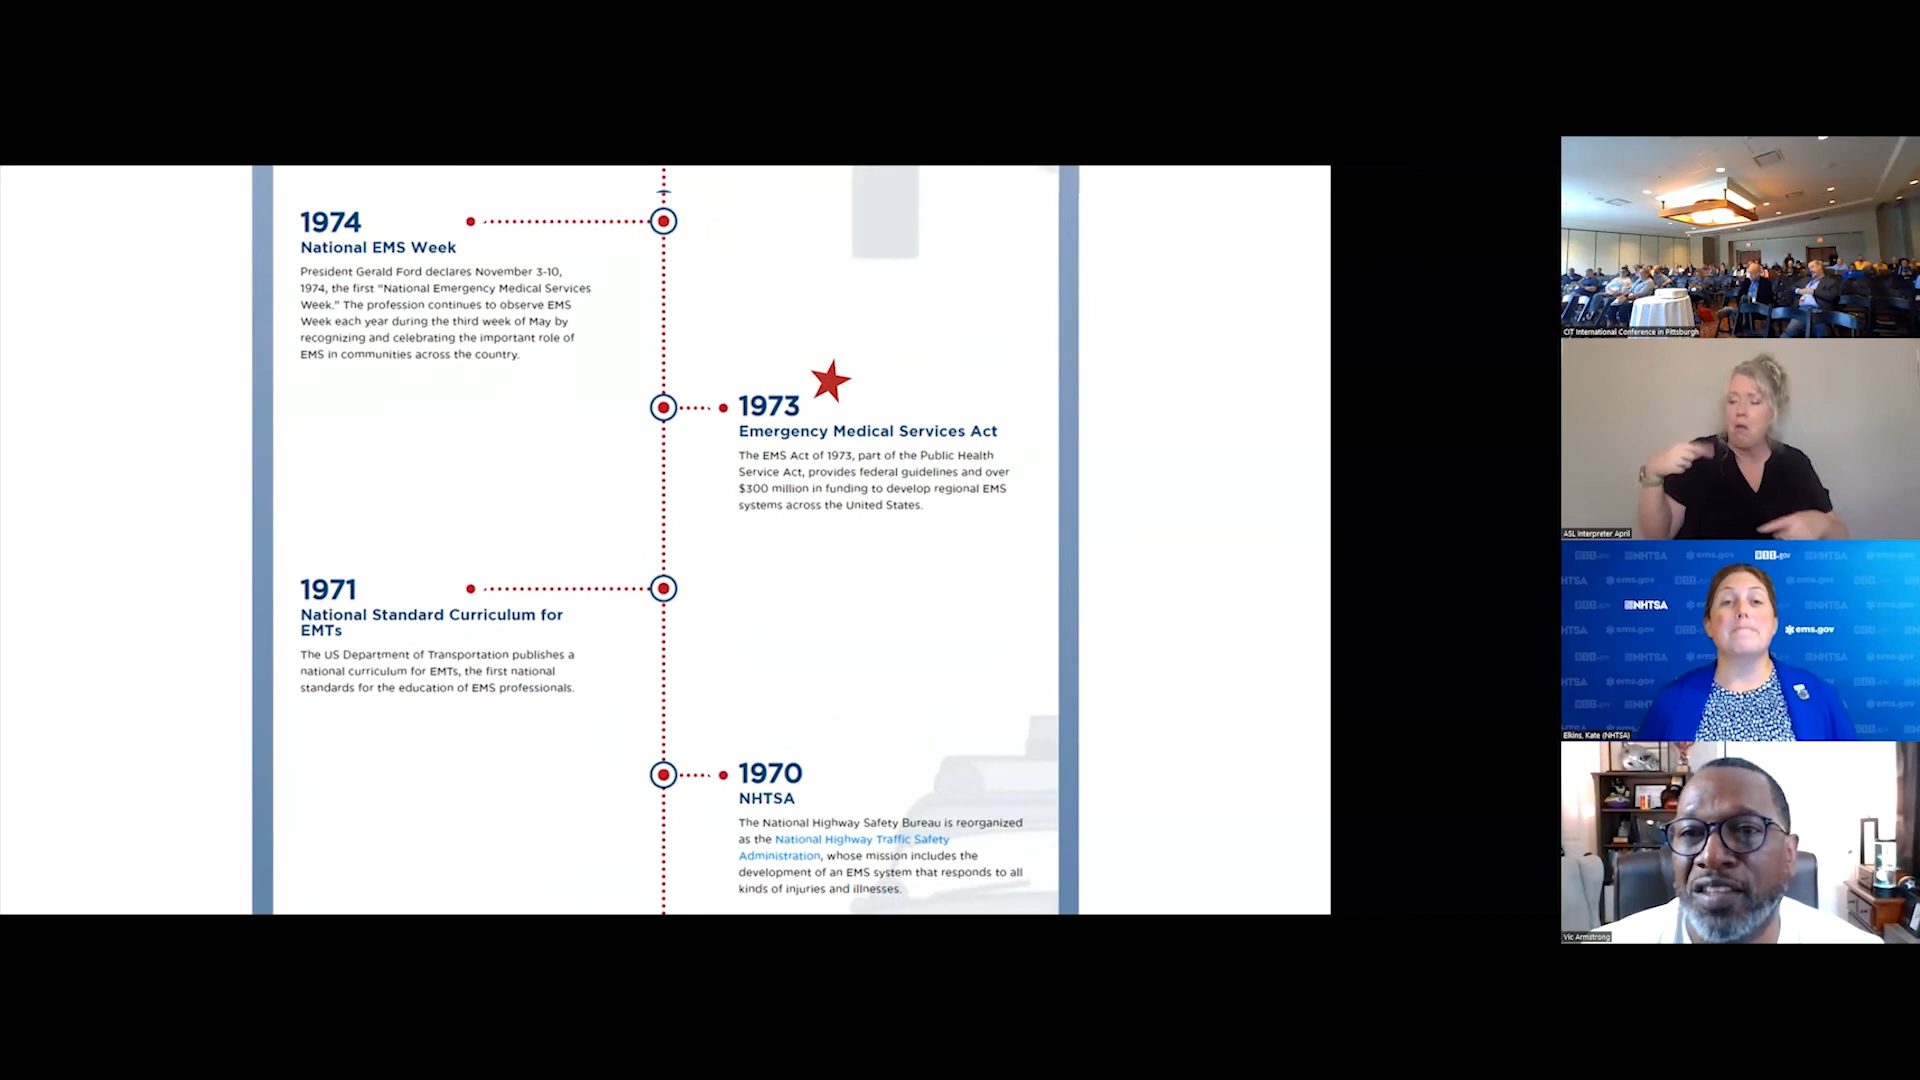 1974
National EMS Week
President Gerald Ford declares November 3-10,
1974, the first "National Emergency Medical Services
Week." The profession continues to observe EMS
Week each year during the third week of May by
recognizing and celebrating the important role of
EMS in communities across the country.
1973
Emergency Medical Services Act
The EMS Act of 1973, part of the Public Health
Service Act, provides federal guidelines and over
$300 million in funding to develop regional EMS
systems across the United States.
1971
National Standard Curriculum for
EMTs
The US Department of Transportation publishes a
national curriculum for EMTs, the first national
standards for the education of EMS professionals.
1970
NHTSA
The National Highway Safety Bureau is reorganized
as the National Highway Traffic Safety
Administration, whose mission includes the
development of an EMS system that responds to all
kinds of injuries and illnesses.
CIT International Conference in Pittsburgh
ASL Interpreter April
911.gov
NHTSA
ems.gov
Elkins, Kate (NHTSA)
Vic Armstrong